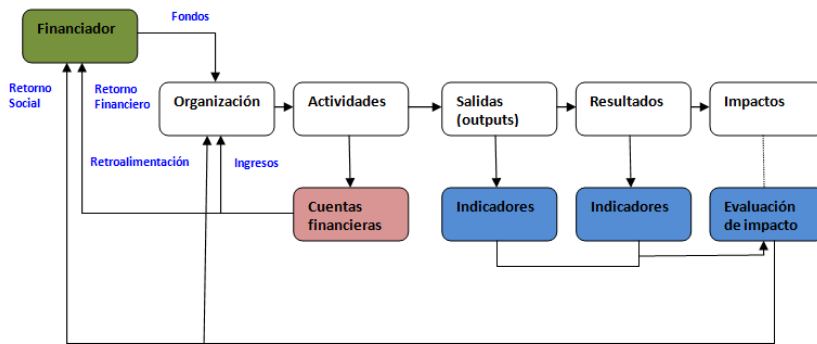 Fondos
Financiador
Retorno
Social
Retorno
Financiero
Organización
Actividades
Salidas
(outputs)
Resultados
Impactos
Retroalimentación
Ingresos
Cuentas
financieras
Indicadores
Indicadores
Evaluación
de impacto